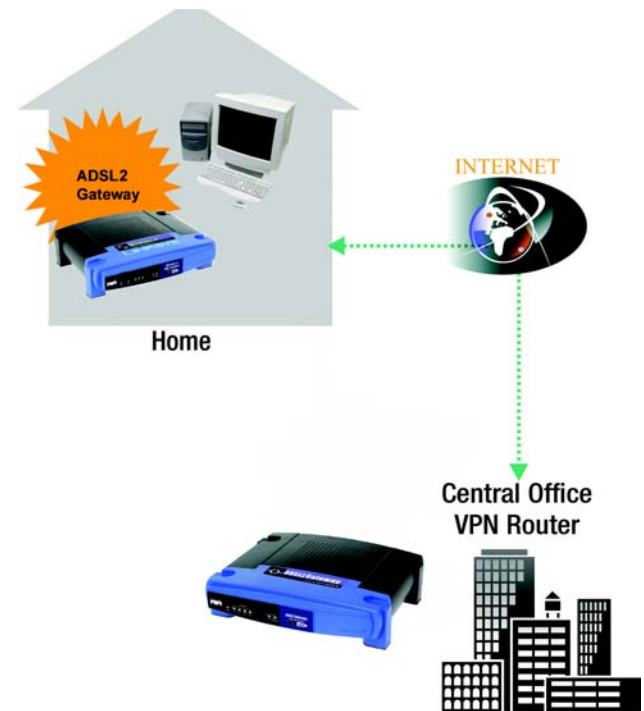 ADSL2
Gateway
INTERNET
Home
Central Office
VPN Router